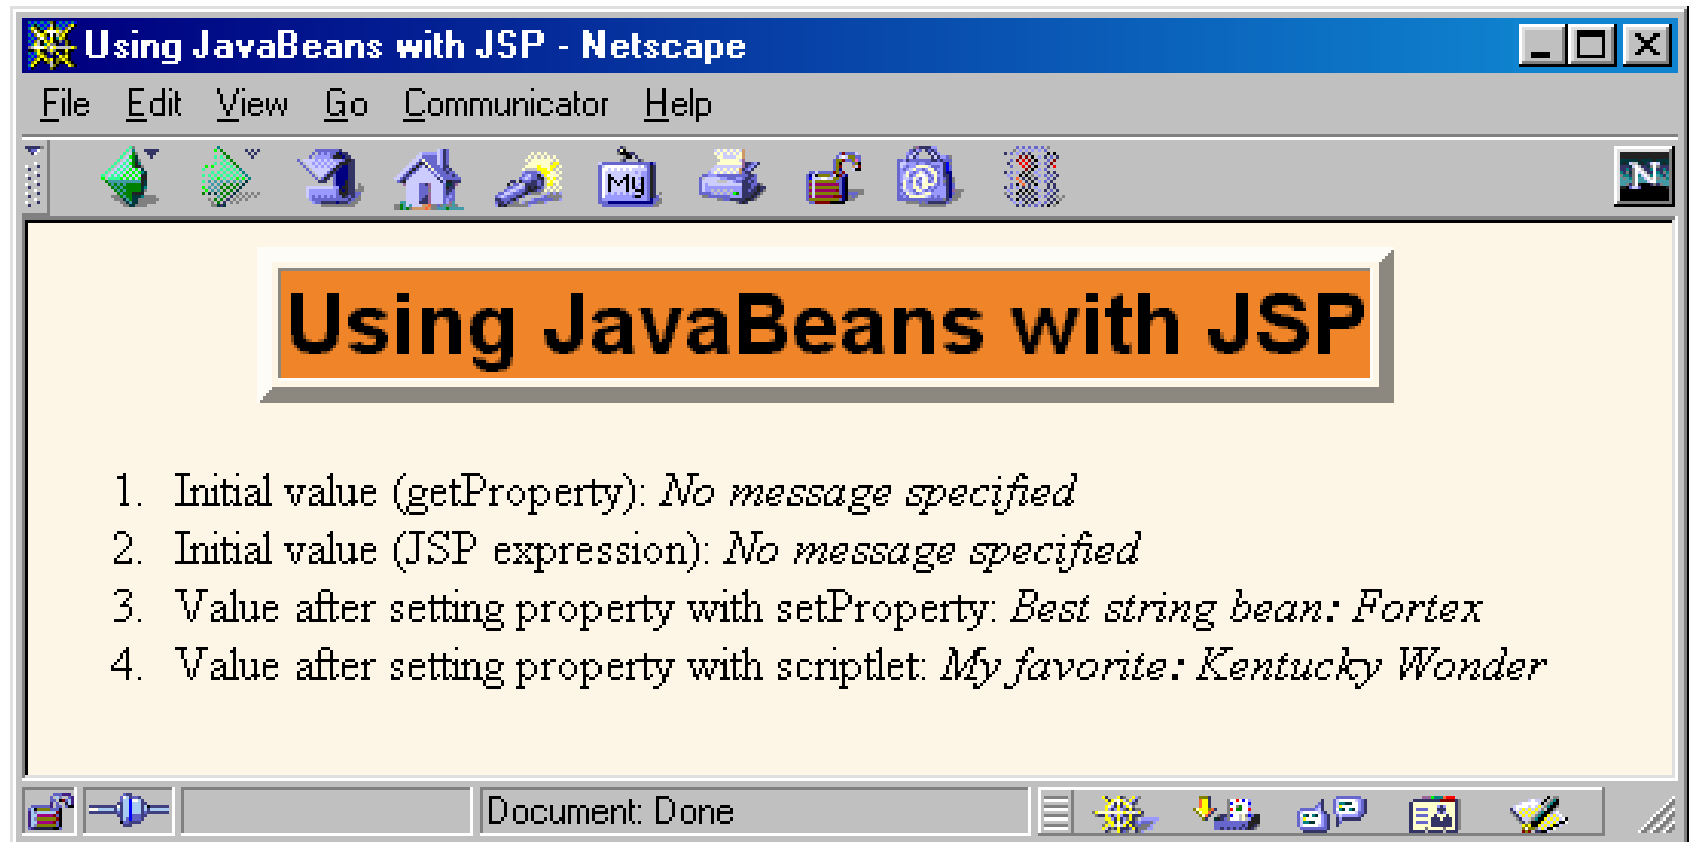 Using JavaBeans with JSP - Netscape
File Edit View Go Communicator Help
My
N
Using JavaBeans with JSP
1. Initial value (getProperty): No message specified
2. Initial value (JSP expression): No message specified
3. Value after setting property with setProperty: Best string bean: Fortex
4. Value after setting property with scriptlet: My favorite: Kentucky Wonder
Document: Done